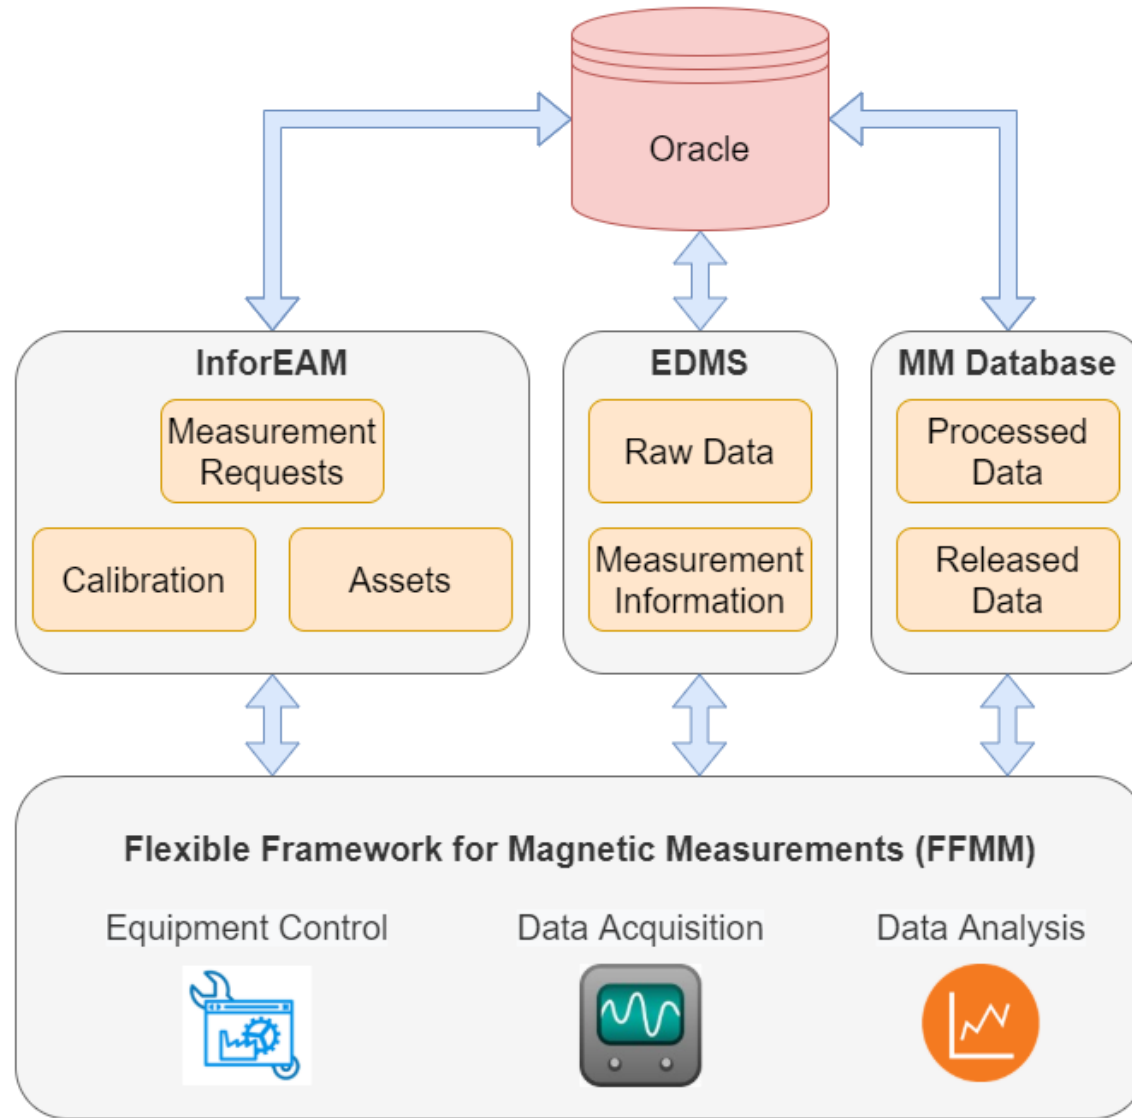 Oracle
InforEAM
Measurement
Requests
Calibration
Assets
EDMS
Raw Data
Measurement
Information
MM Database
Processed
Data
Released
Data
Flexible Framework for Magnetic Measurements (FFMM)
Equipment Control
Data Acquisition
Data Analysis